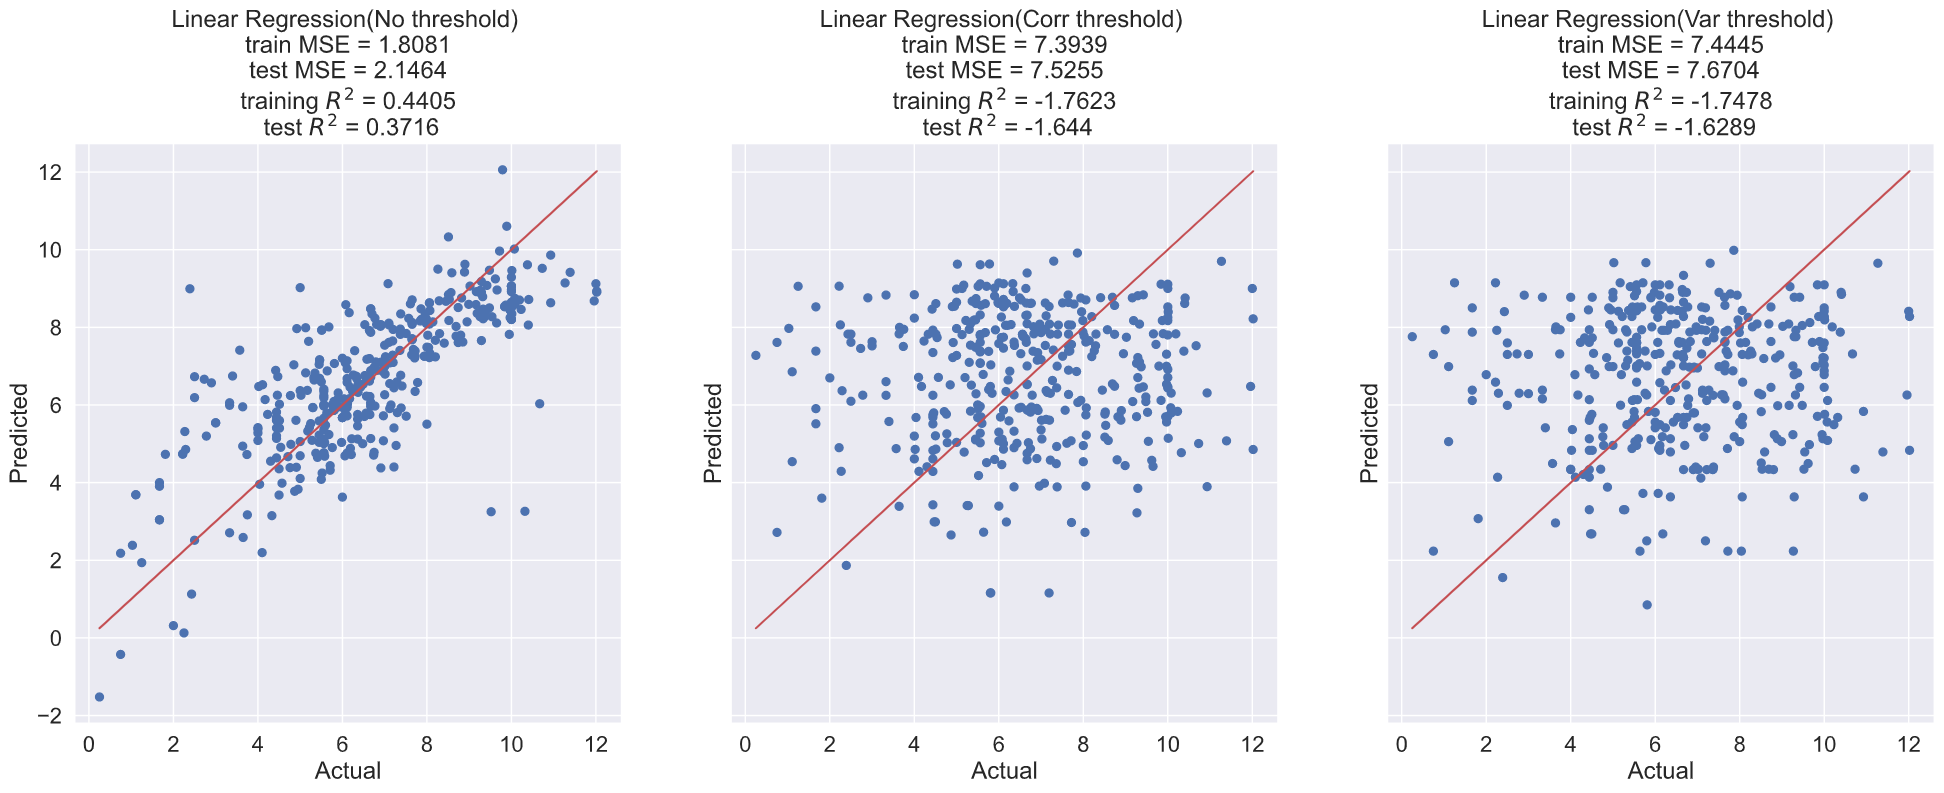 Linear Regression(No threshold)
train MSE = 1.8081
test MSE = 2.1464
training R² = 0.4405
test R² = 0.3716
Linear Regression(Corr threshold)
train MSE = 7.3939
test MSE = 7.5255
training R² = -1.7623
test R² = -1.644
Linear Regression(Var threshold)
train MSE = 7.4445
test MSE = 7.6704
training R² = -1.7478
test R² = -1.6289
12
10
8
6
4
2
0
−2
Predicted
0 2 4 6 8 10 12
Actual
Predicted
0 2 4 6 8 10 12
Actual
Predicted
0 2 4 6 8 10 12
Actual